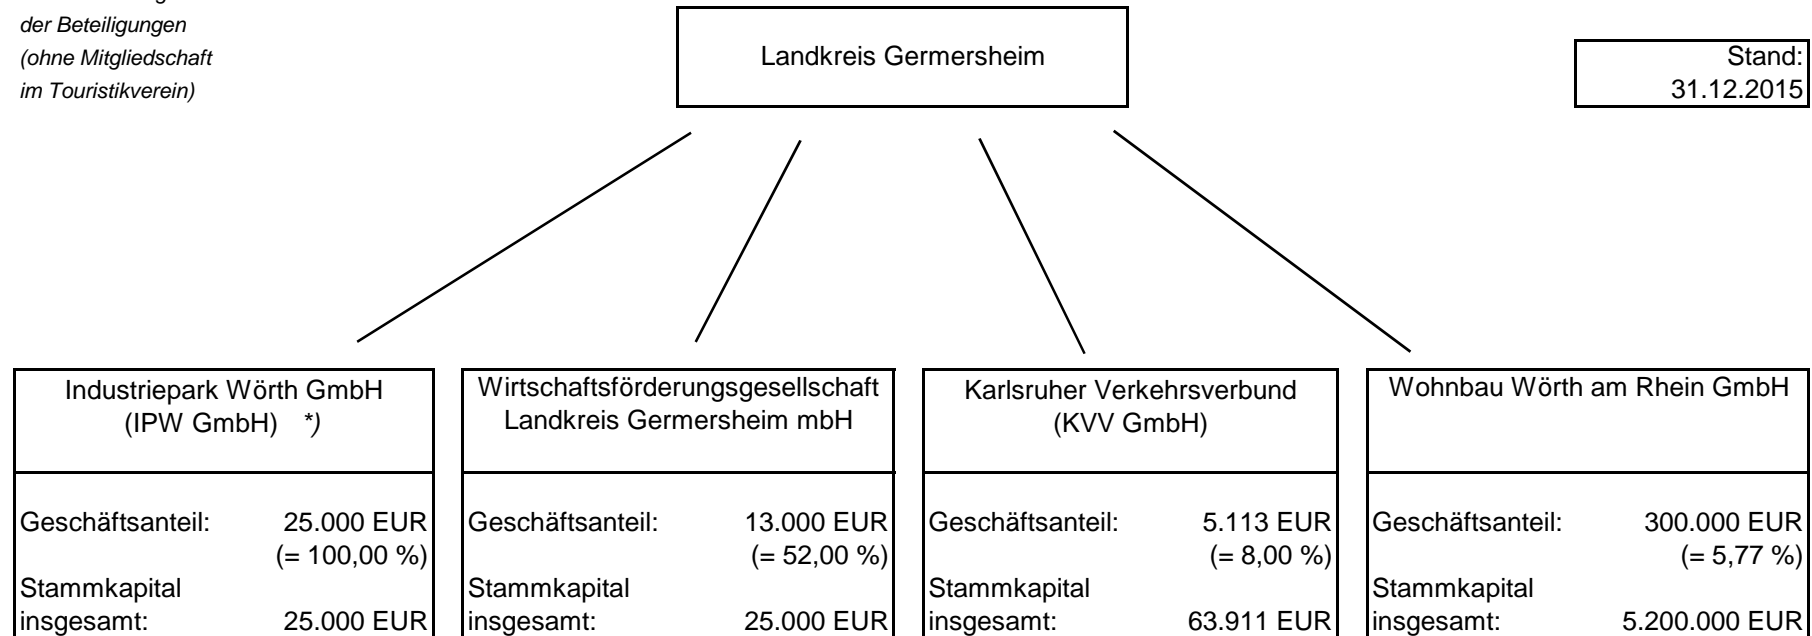 der Beteiligungen
(ohne Mitgliedschaft
im Touristikverein)
Landkreis Germersheim
Stand:
31.12.2015
Industriepark Wörth GmbH
(IPW GmbH) *)
Geschäftsanteil: 25.000 EUR
(= 100,00 %)
Stammkapital
insgesamt: 25.000 EUR
Wirtschaftsförderungsgesellschaft
Landkreis Germersheim mbH
Geschäftsanteil: 13.000 EUR
(= 52,00 %)
Stammkapital
insgesamt: 25.000 EUR
Karlsruher Verkehrsverbund
(KVV GmbH)
Geschäftsanteil: 5.113 EUR
(= 8,00 %)
Stammkapital
insgesamt: 63.911 EUR
Wohnbau Wörth am Rhein GmbH
Geschäftsanteil: 300.000 EUR
(= 5,77 %)
Stammkapital
insgesamt: 5.200.000 EUR